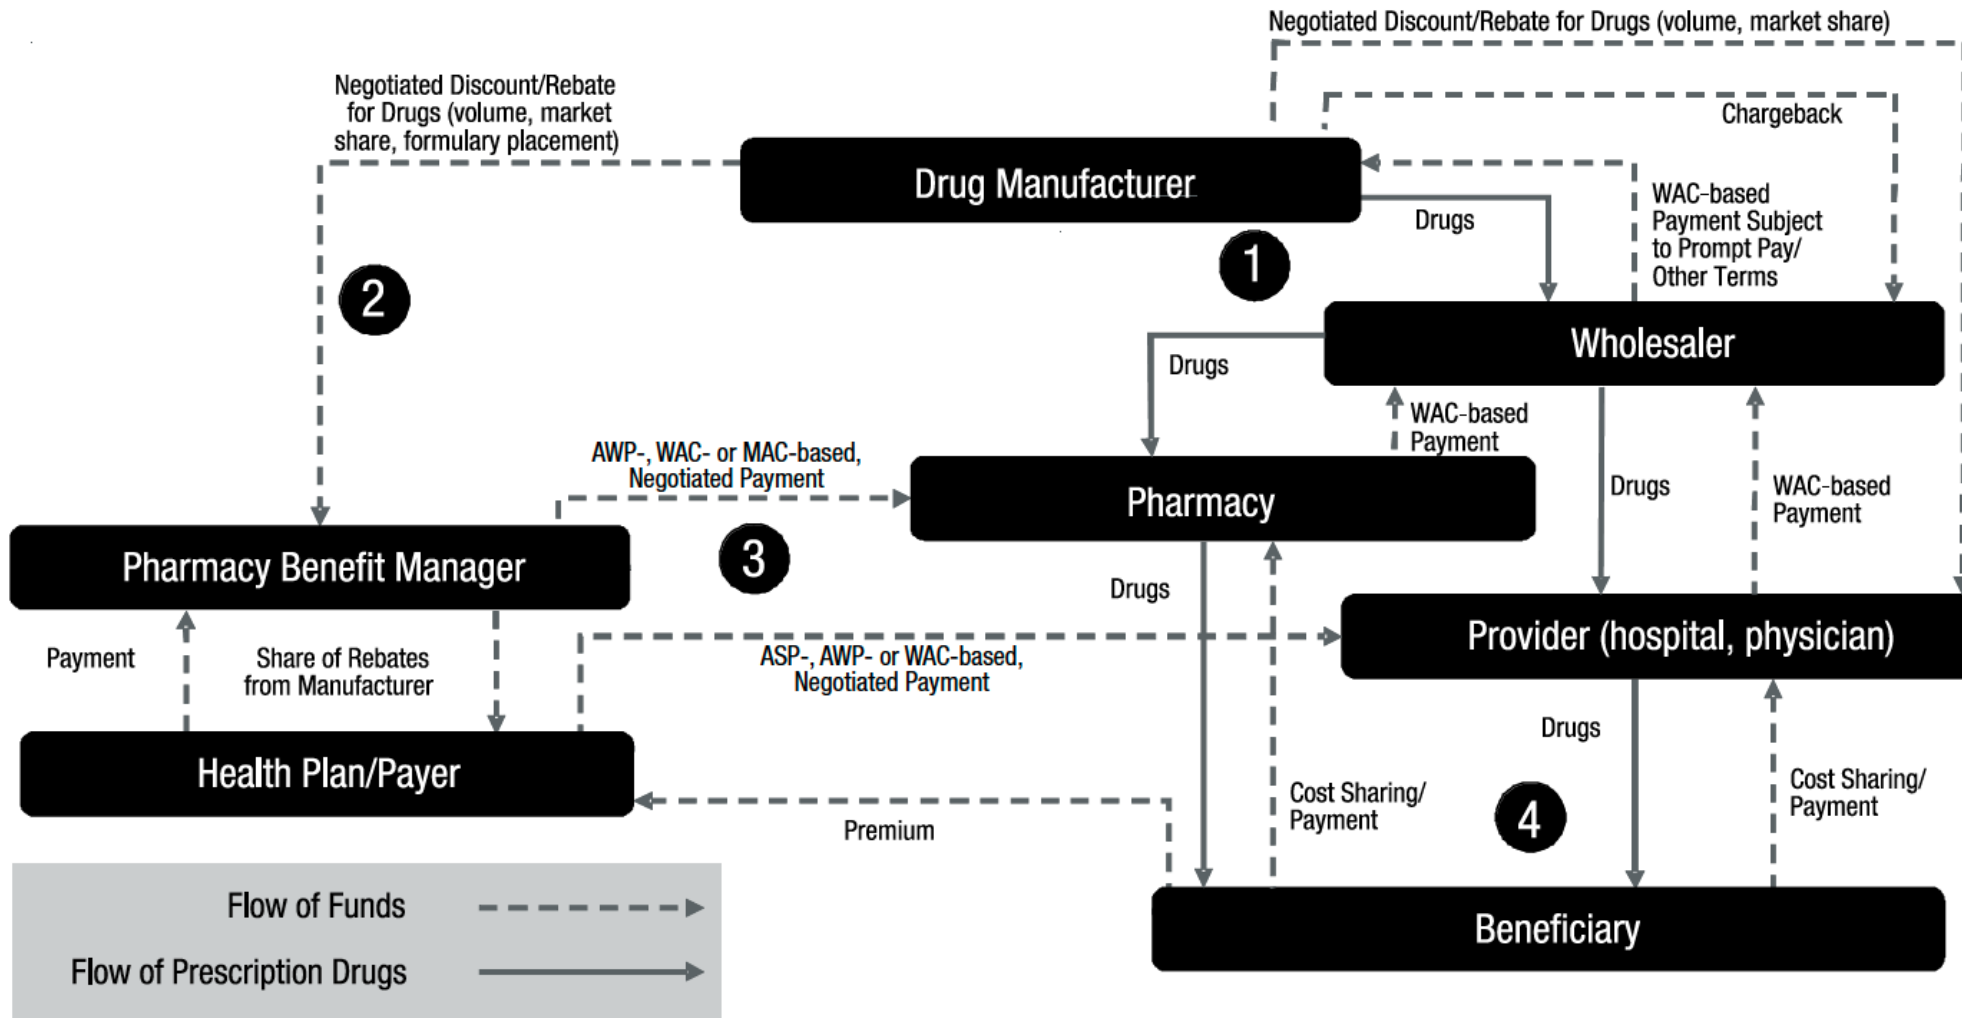 Negotiated Discount/Rebate for Drugs (volume, market share)
Negotiated Discount/Rebate
for Drugs (volume, market
share, formulary placement)
Chargeback
Drug Manufacturer
WAC-based
Payment Subject
to Prompt Pay/
Other Terms
Drugs
1
2
Wholesaler
Drugs
WAC-based
Payment
AWP-, WAC- or MAC-based,
Negotiated Payment
Pharmacy
Drugs
WAC-based
Payment
3
Pharmacy Benefit Manager
Drugs
Provider (hospital, physician)
Payment
Share of Rebates
from Manufacturer
ASP-, AWP- or WAC-based,
Negotiated Payment
Drugs
Health Plan/Payer
Cost Sharing/
Payment
4
Cost Sharing/
Payment
Premium
Flow of Funds
Beneficiary
Flow of Prescription Drugs